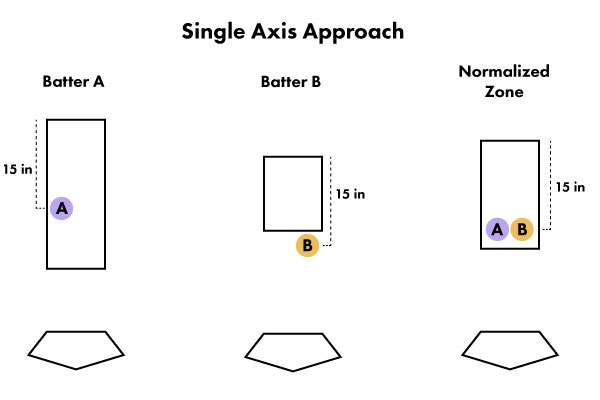 Single Axis Approach
Batter A
Batter B
Normalized
Zone
15 in
A
15 in
B
15 in
A B